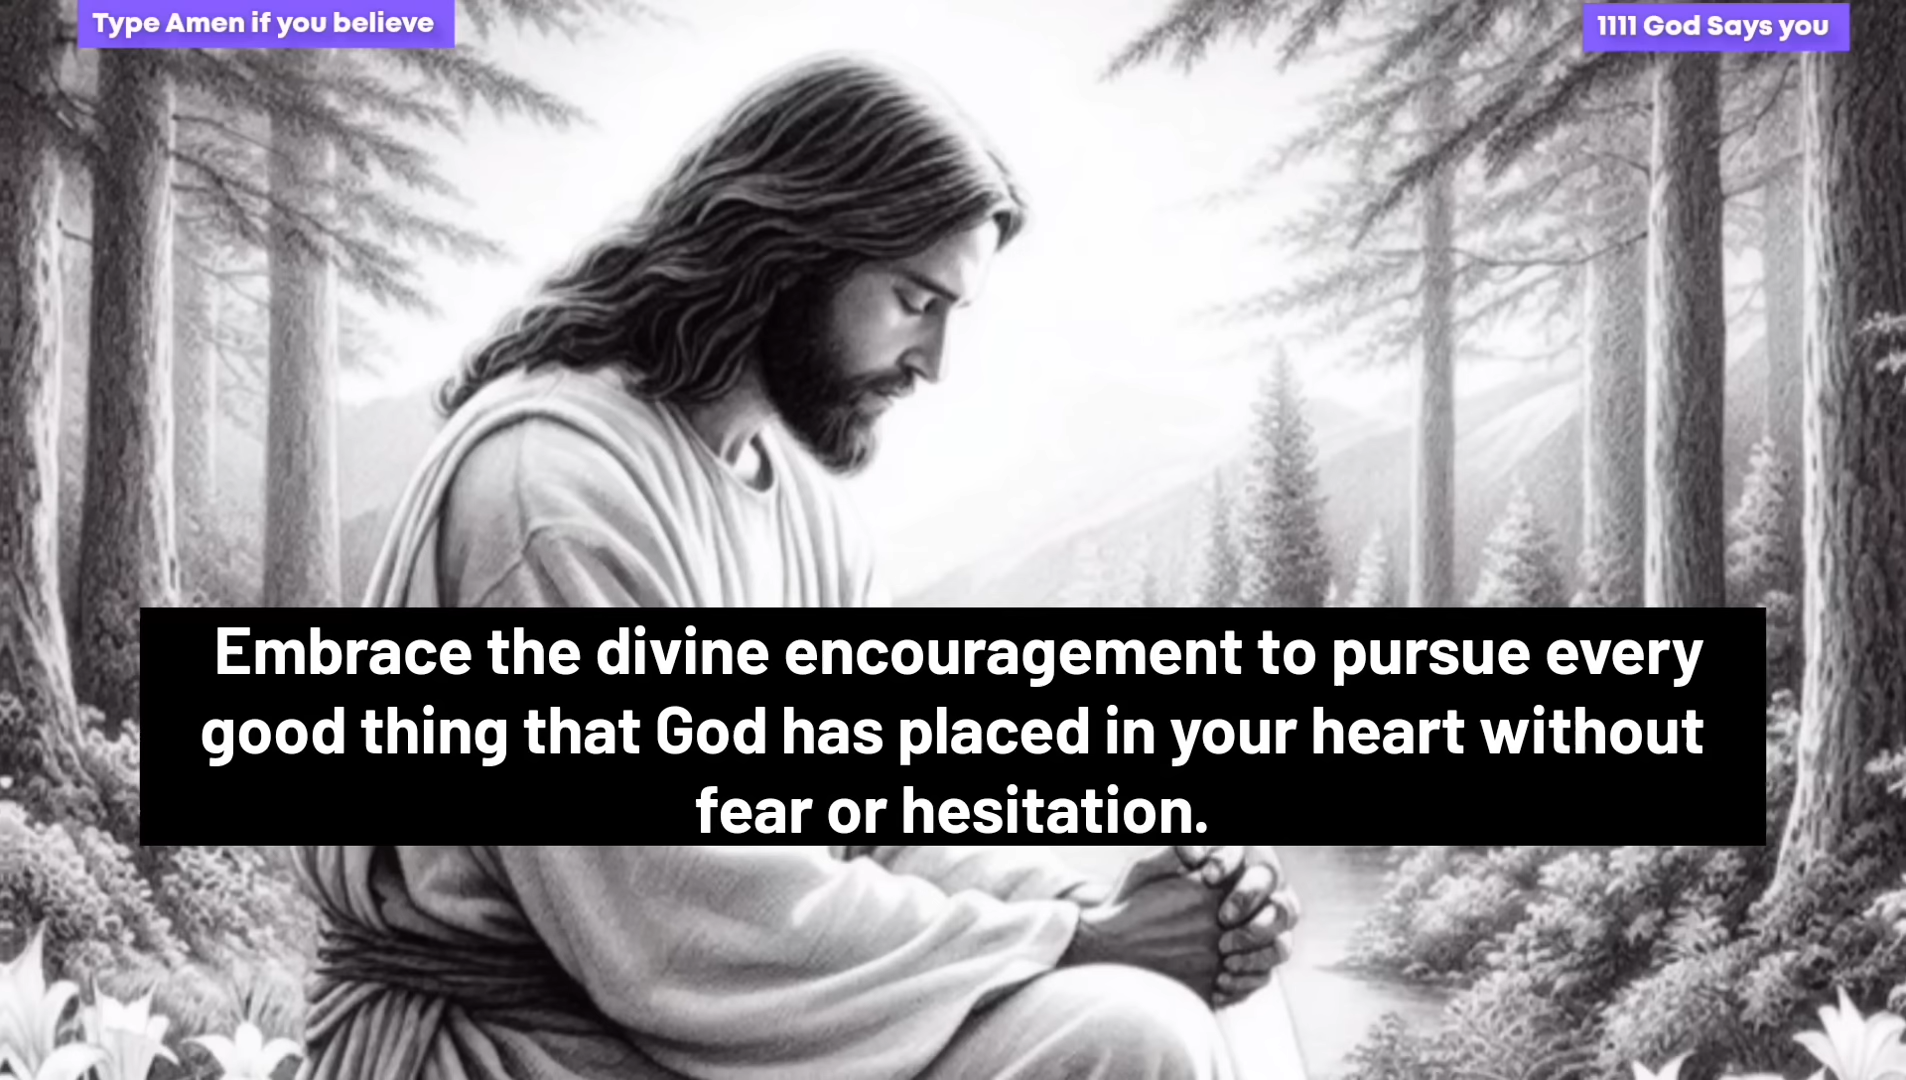 Type Amen if you believe
1111 God Says you
Embrace the divine encouragement to pursue every
good thing that God has placed in your heart without
fear or hesitation.